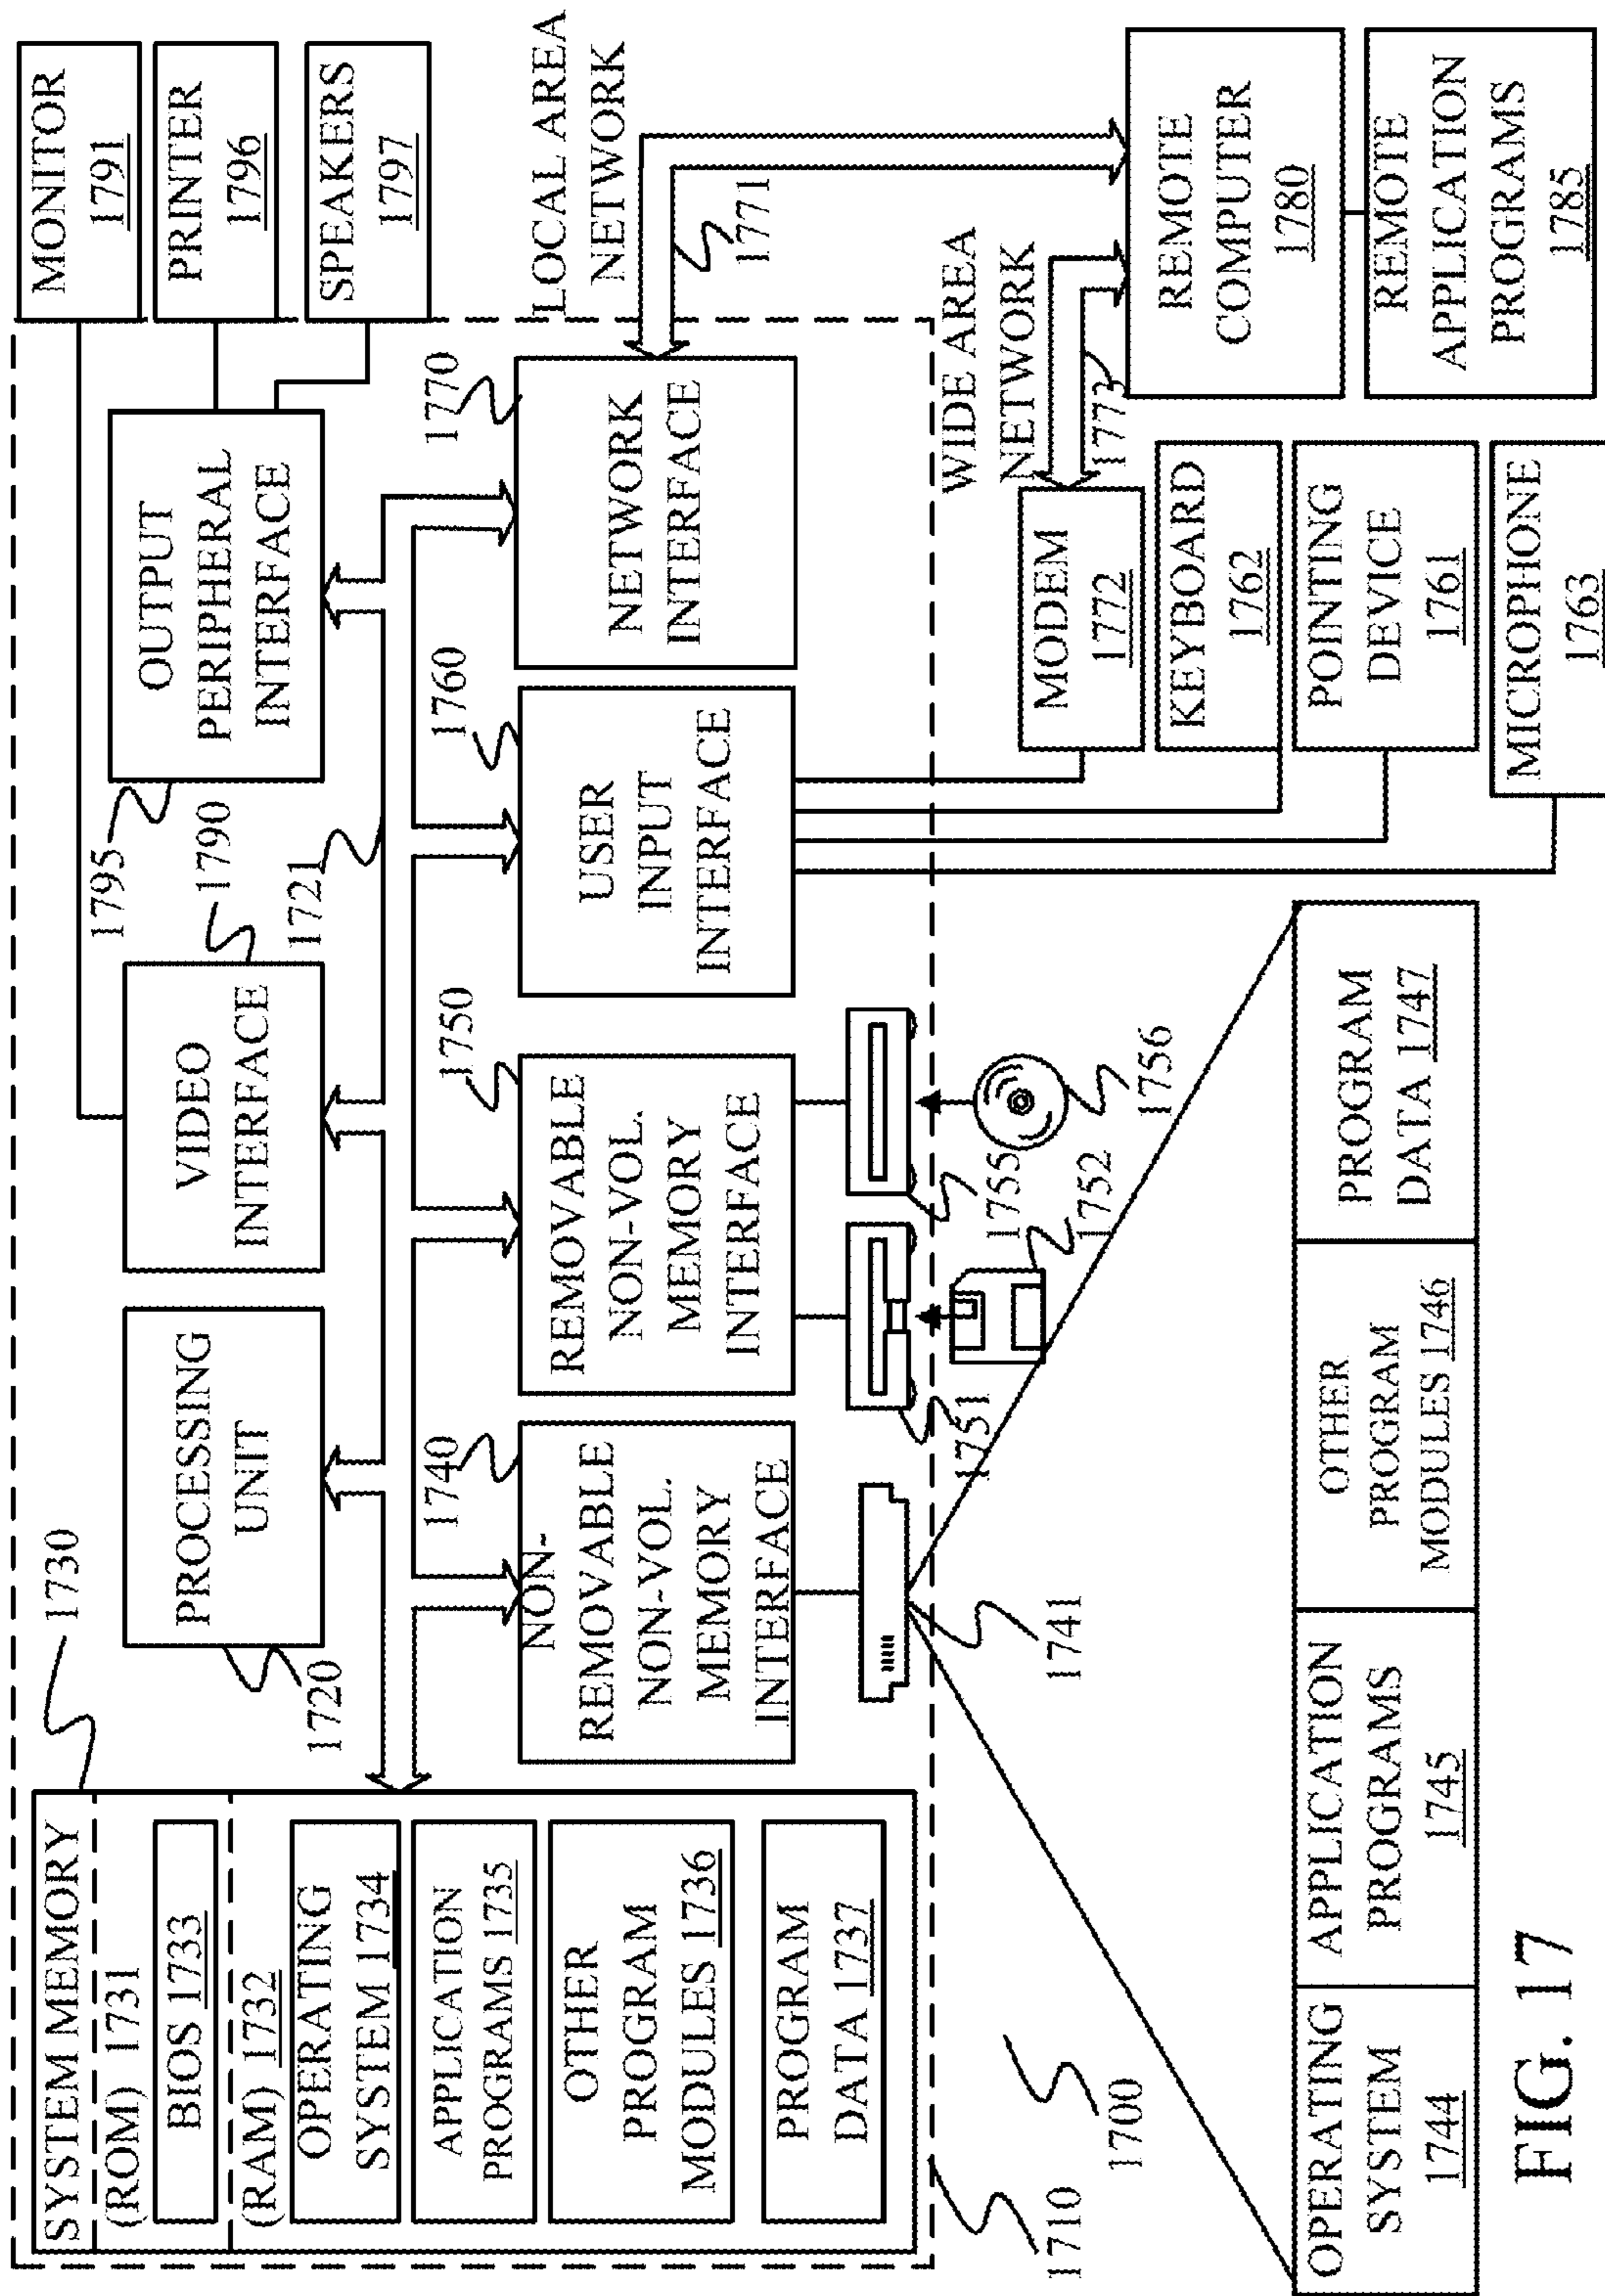 SYSTEM MEMORY
(ROM) 1731
BIOS 1733
(RAM) 1732
OPERATING
SYSTEM 1734
APPLICATION
PROGRAMS 1735
OTHER
PROGRAM
MODULES 1736
PROGRAM
DATA 1737
1730
PROCESSING
UNIT
1720
VIDEO
INTERFACE
1790
1795
1721
OUTPUT
PERIPHERAL
INTERFACE
MONITOR
1791
PRINTER
1796
SPEAKERS
1797
1740
NON-
REMOVABLE
NON-VOL.
MEMORY
INTERFACE
1750
REMOVABLE
NON-VOL.
MEMORY
INTERFACE
1760
USER
INPUT
INTERFACE
1770
NETWORK
INTERFACE
LOCAL AREA
NETWORK
1771
1741
1751
1755
1752
1756
WIDE AREA
NETWORK
1773
MODEM
1772
KEYBOARD
1762
POINTING
DEVICE
1761
MICROPHONE
1763
REMOTE
COMPUTER
1780
REMOTE
APPLICATION
PROGRAMS
1785
1710
1700
OPERATING
SYSTEM
1744
APPLICATION
PROGRAMS
1745
OTHER
PROGRAM
MODULES 1746
PROGRAM
DATA 1747
FIG. 17